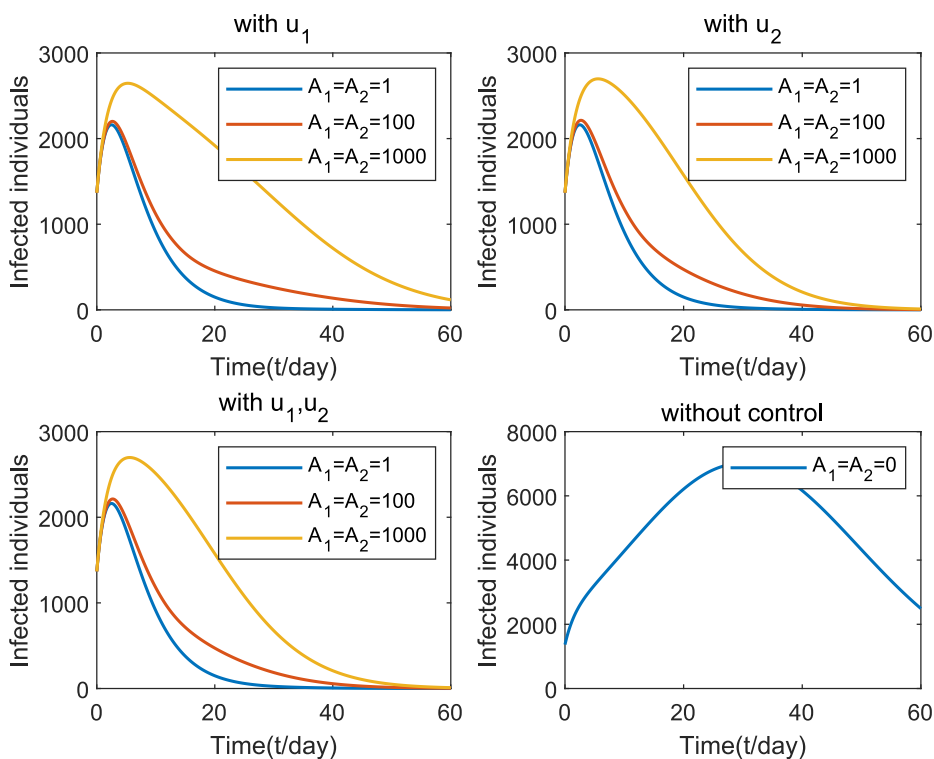 with u₁
3000
2000
1000
0
Infected individuals
A₁=A₂=1
A₁=A₂=100
A₁=A₂=1000
0 20 40 60
Time(t/day)
with u₂
3000
2000
1000
0
Infected individuals
A₁=A₂=1
A₁=A₂=100
A₁=A₂=1000
0 20 40 60
Time(t/day)
with u₁,u₂
3000
2000
1000
0
Infected individuals
A₁=A₂=1
A₁=A₂=100
A₁=A₂=1000
0 20 40 60
Time(t/day)
without control
8000
6000
4000
2000
0
Infected individuals
A₁=A₂=0
0 20 40 60
Time(t/day)